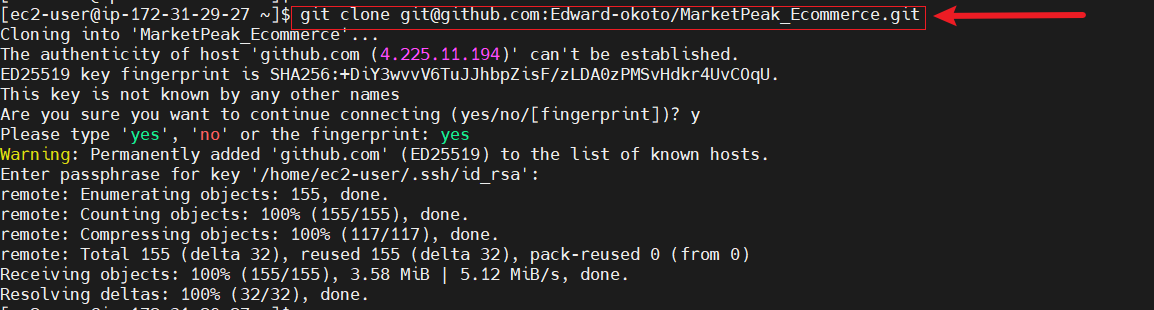 [ec2-user@ip-172-31-29-27 ~]$ git clone git@github.com:Edward-okoto/MarketPeak_Ecommerce.git
Cloning into 'MarketPeak_Ecommerce'...
The authenticity of host 'github.com (4.225.11.194)' can't be established.
ED25519 key fingerprint is SHA256:+DiY3wvvV6TuJJhbpZisF/zLDA0zPMSvHdkr4UvCOqU.
This key is not known by any other names
Are you sure you want to continue connecting (yes/no/[fingerprint])? y
Please type 'yes', 'no' or the fingerprint: yes
Warning: Permanently added 'github.com' (ED25519) to the list of known hosts.
Enter passphrase for key '/home/ec2-user/.ssh/id_rsa':
remote: Enumerating objects: 155, done.
remote: Counting objects: 100% (155/155), done.
remote: Compressing objects: 100% (117/117), done.
remote: Total 155 (delta 32), reused 155 (delta 32), pack-reused 0 (from 0)
Receiving objects: 100% (155/155), 3.58 MiB | 5.12 MiB/s, done.
Resolving deltas: 100% (32/32), done.